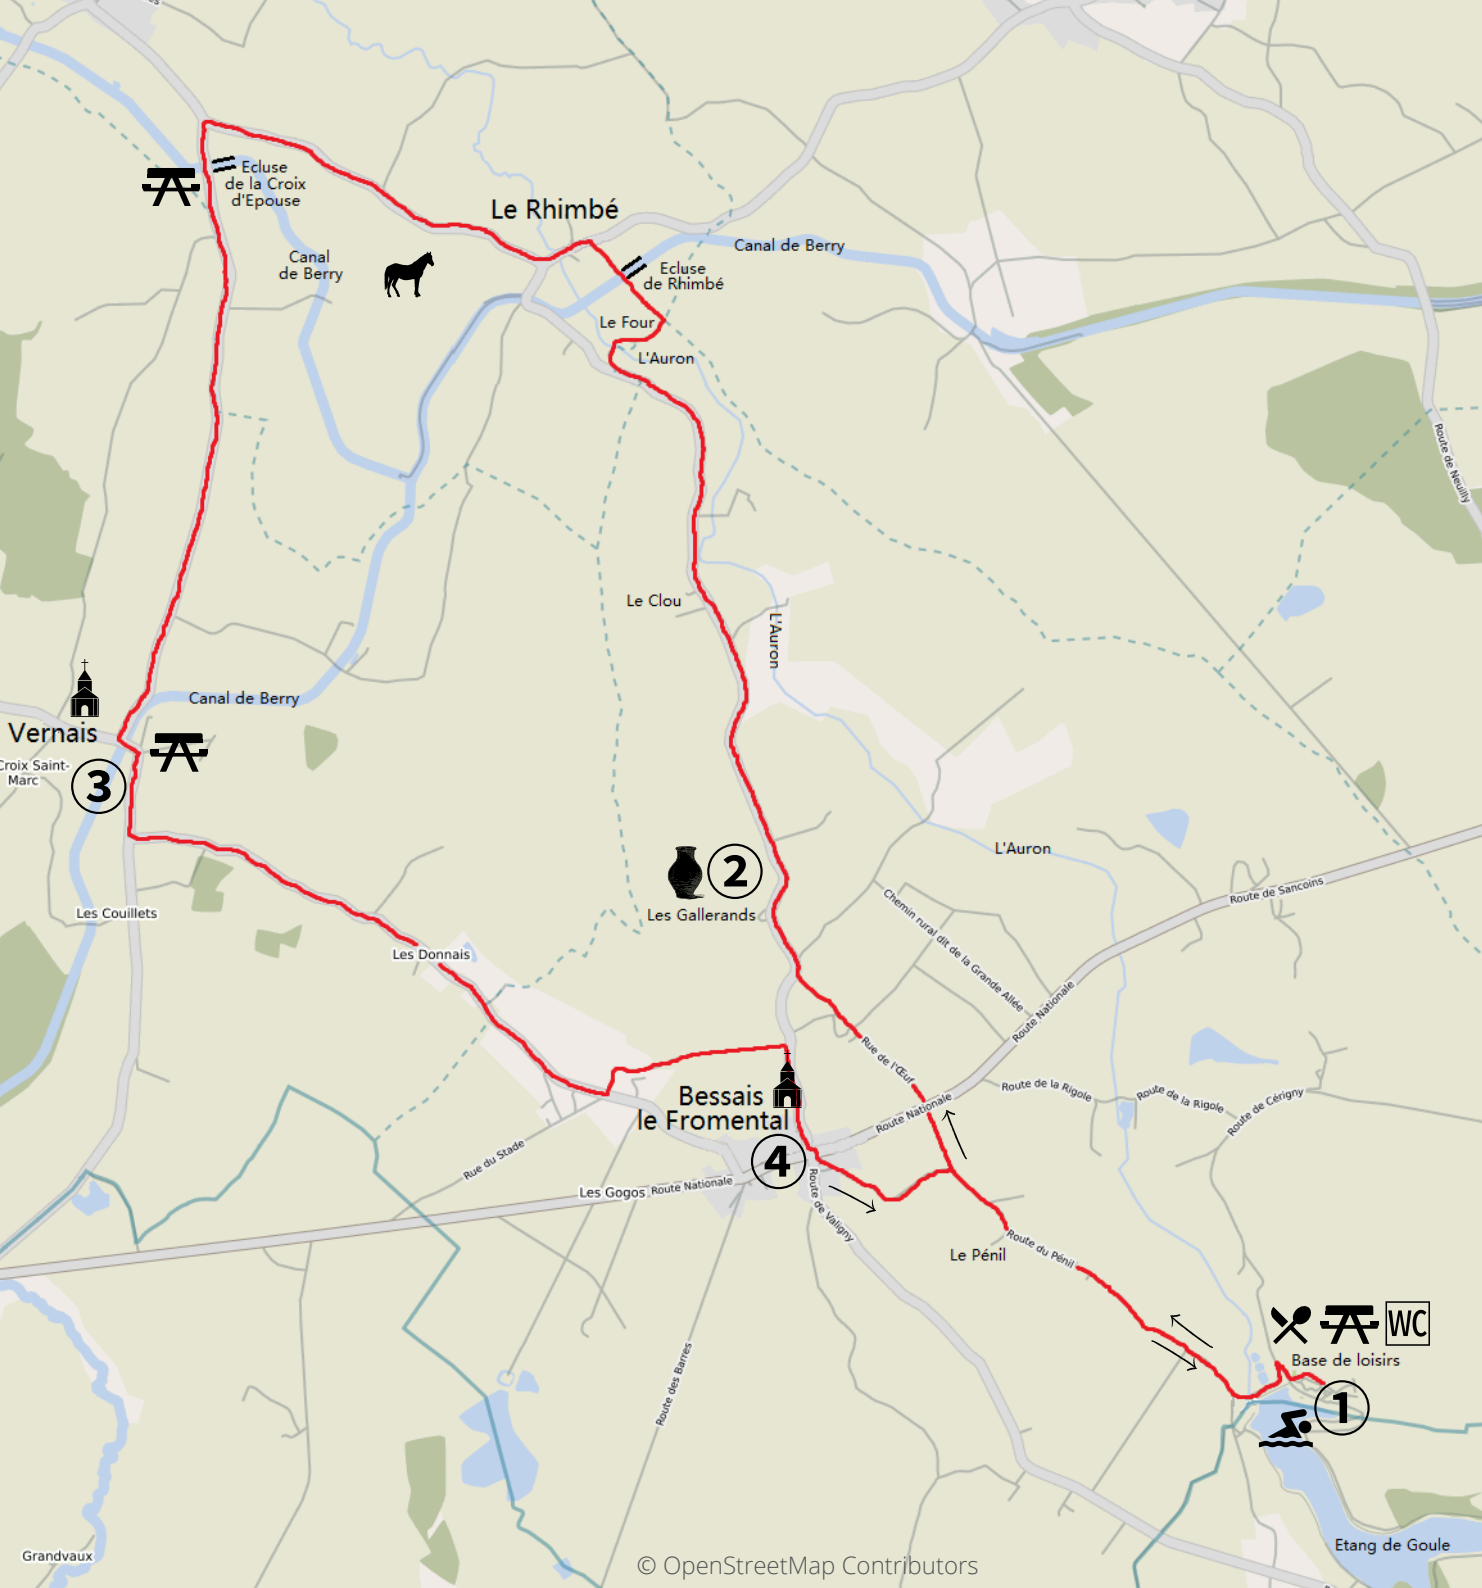 Le Rhimbé
Ecluse
de la Croix
d'Epouse
Canal
de Berry
Canal de Berry
Ecluse
de Rhimbé
Le Four
L'Auron
Route de Neuilly
Le Clou
L'Auron
Canal de Berry
Vernais
Croix Saint-
Marc
3
2
Les Gallerands
L'Auron
Route de Sancoins
Chemin rural dit de la Grande Allée
Les Couillets
Les Donnais
Route Nationale
Rue de l'Œuf
Route de la Rigole
Route de la Rigole
Route de Cérigny
Route Nationale
Bessais
le Fromental
4
Rue du Stade
Les Gogos
Route Nationale
Route de Valigny
Le Pénil
Route du Pénil
WC
Base de loisirs
1
Route des Barres
Etang de Goule
Grandvaux
© OpenStreetMap Contributors